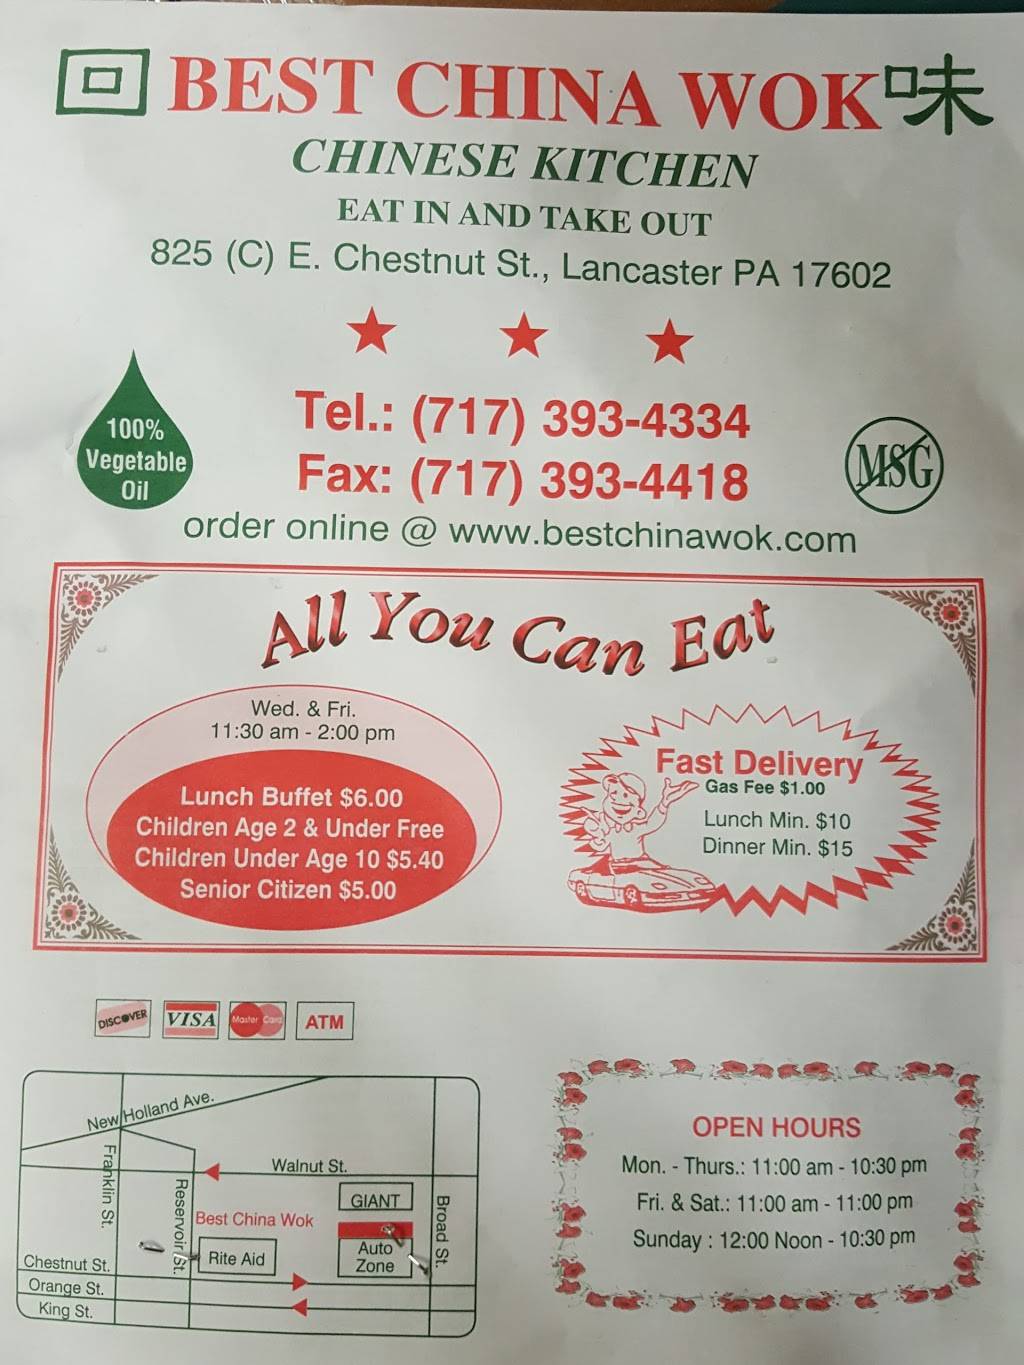 回 BEST CHINA WOK 味
CHINESE KITCHEN
EAT IN AND TAKE OUT
825 (C) E. Chestnut St., Lancaster PA 17602
100%
Vegetable
Oil
Tel.: (717) 393-4334
Fax: (717) 393-4418
MSG
order online @ www.bestchinawok.com
All You Can Eat
Wed. & Fri.
11:30 am - 2:00 pm
Lunch Buffet $6.00
Children Age 2 & Under Free
Children Under Age 10 $5.40
Senior Citizen $5.00
Fast Delivery
Gas Fee $1.00
Lunch Min. $10
Dinner Min. $15
DISCOVER
VISA
Master Card
ATM
New Holland Ave.
Franklin St.
Reservoir St.
Walnut St.
GIANT
Best China Wok
Rite Aid
Auto
Zone
Broad St.
Chestnut St.
Orange St.
King St.
OPEN HOURS
Mon. - Thurs.: 11:00 am - 10:30 pm
Fri. & Sat.: 11:00 am - 11:00 pm
Sunday : 12:00 Noon - 10:30 pm